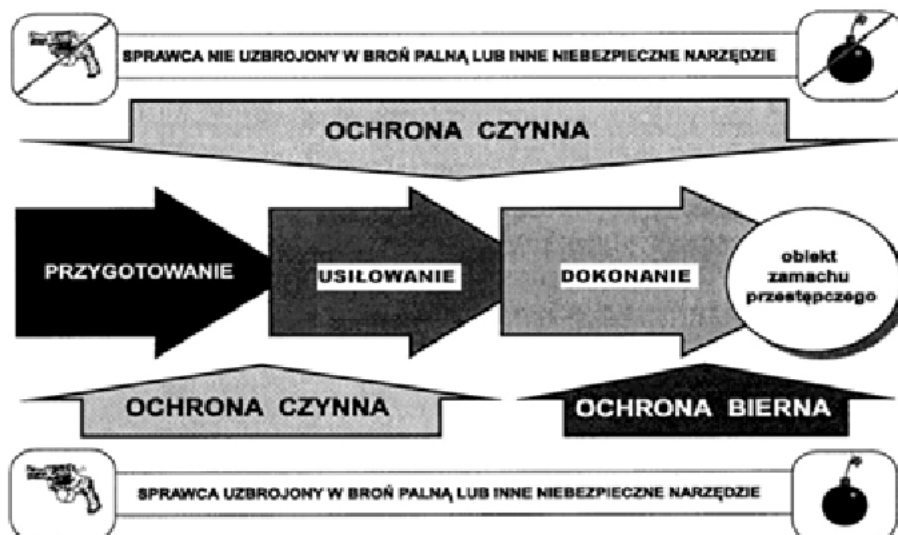 SPRAWCA NIE UZBROJONY W BROŃ PALNĄ LUB INNE NIEBEZPIECZNE NARZĘDZIE
OCHRONA CZYNNA
PRZYGOTOWANIE
USIŁOWANIE
DOKONANIE
obiekt
zamachu
przestępczego
OCHRONA CZYNNA
OCHRONA BIERNA
SPRAWCA UZBROJONY W BROŃ PALNĄ LUB INNE NIEBEZPIECZNE NARZĘDZIE